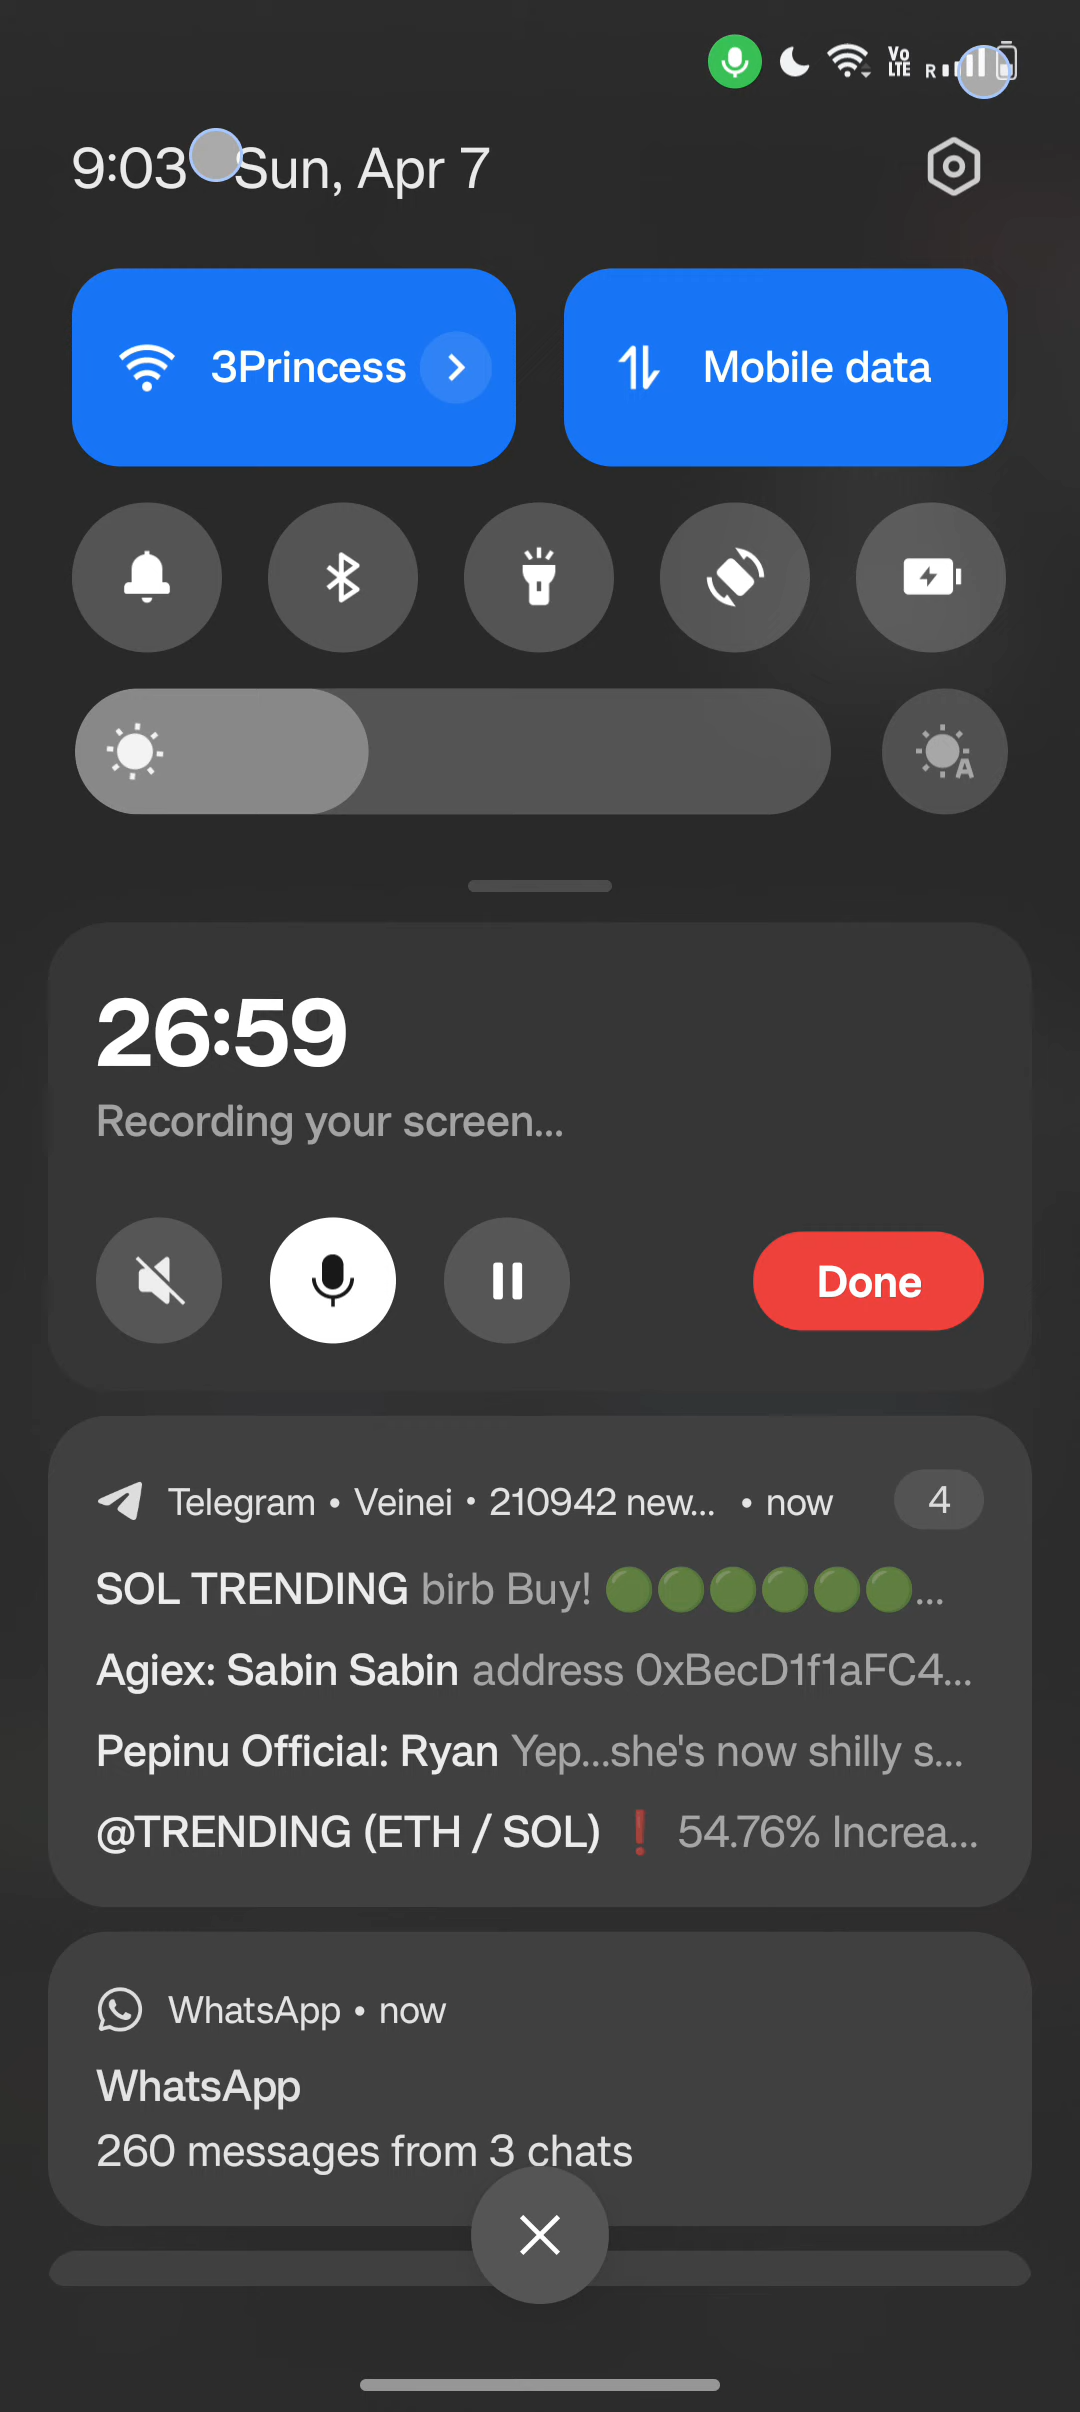 Vo
LTE
R
9:03 Sun, Apr 7
3Princess
Mobile data
A
26:59
Recording your screen...
Done
Telegram • Veinei • 210942 new... • now 4
SOL TRENDING birb Buy! 🟢🟢🟢🟢🟢🟢...
Agiex: Sabin Sabin address 0xBecD1f1aFC4...
Pepinu Official: Ryan Yep...she's now shilly s...
@TRENDING (ETH / SOL) ❗ 54.76% Increa...
WhatsApp • now
WhatsApp
260 messages from 3 chats